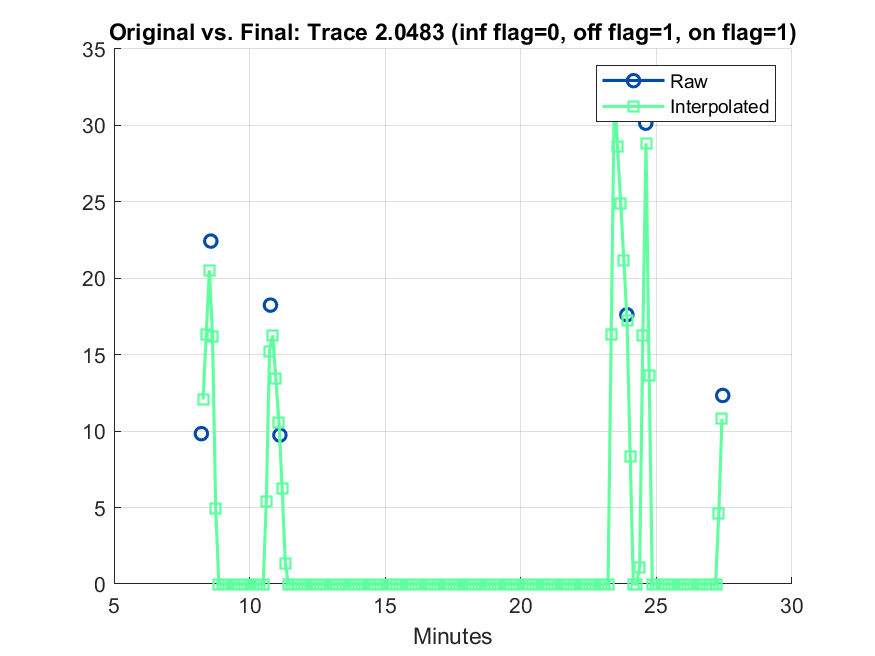 Original vs. Final: Trace 2.0483 (inf flag=0, off flag=1, on flag=1)
35
30
25
20
15
10
5
0
Raw
Interpolated
5 10 15 20 25 30
Minutes